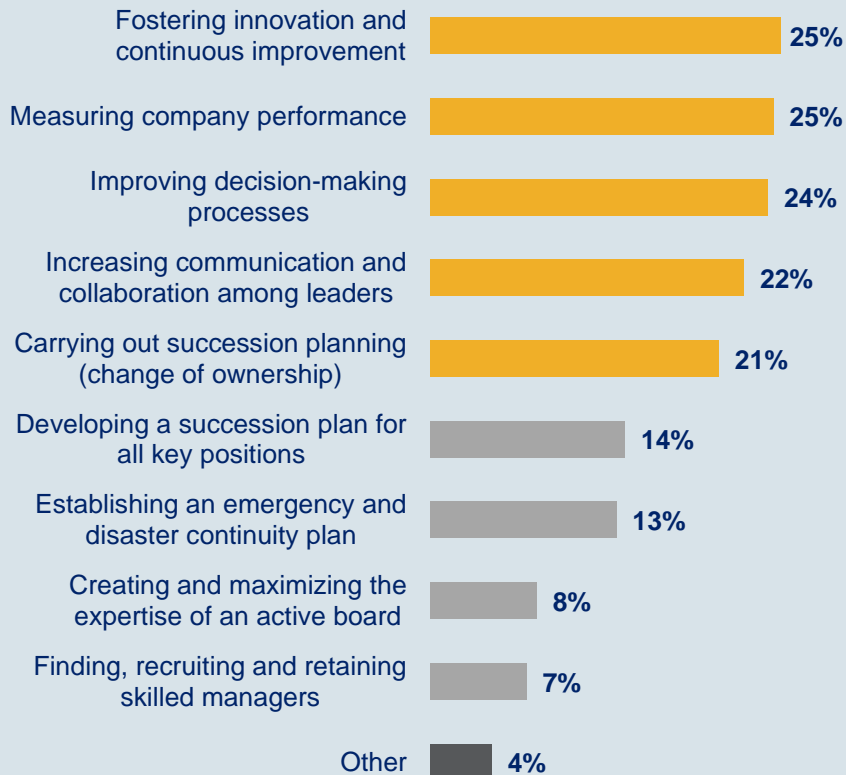 Fostering innovation and
continuous improvement
25%
Measuring company performance
25%
Improving decision-making
processes
24%
Increasing communication and
collaboration among leaders
22%
Carrying out succession planning
(change of ownership)
21%
Developing a succession plan for
all key positions
14%
Establishing an emergency and
disaster continuity plan
13%
Creating and maximizing the
expertise of an active board
8%
Finding, recruiting and retaining
skilled managers
7%
Other
4%